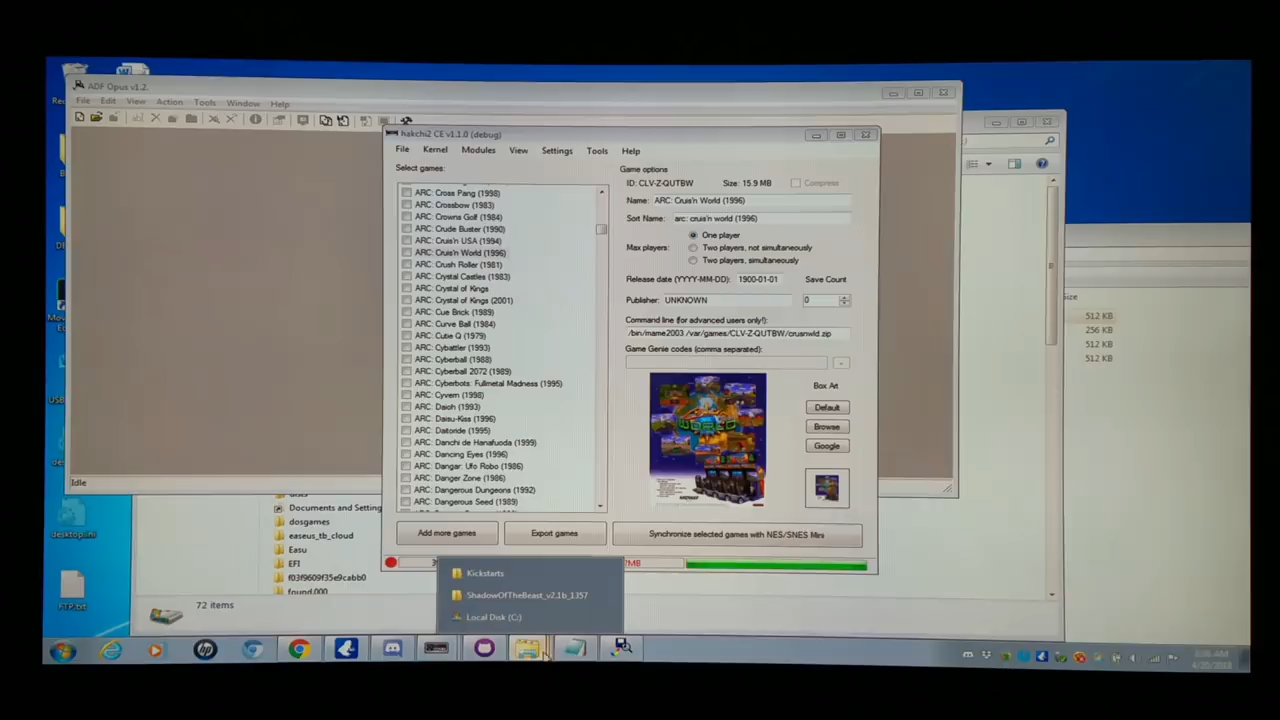 ADF Opus v1.2.
File Edit View Action Tools Window Help
hakchi2 CE v1.1.0 (debug)
File Kernel Modules View Settings Tools Help
Select games:
ARC: Cross Pang (1998)
ARC: Crossbow (1983)
ARC: Crowns Golf (1984)
ARC: Crude Buster (1990)
ARC: Cruis'n USA (1994)
ARC: Cruis'n World (1996)
ARC: Crush Roller (1981)
ARC: Crystal Castles (1983)
ARC: Crystal of Kings
ARC: Crystal of Kings (2001)
ARC: Cue Brick (1989)
ARC: Curve Ball (1984)
ARC: Cutie Q (1979)
ARC: Cybattler (1993)
ARC: Cyberball (1988)
ARC: Cyberball 2072 (1989)
ARC: Cyberbots: Fullmetal Madness (1995)
ARC: Cyvern (1998)
ARC: Daioh (1993)
ARC: Daisu-Kiss (1996)
ARC: Daitoride (1995)
ARC: Danchi de Hanafuoda (1999)
ARC: Dancing Eyes (1996)
ARC: Dangar: Ufo Robo (1986)
ARC: Danger Zone (1986)
ARC: Dangerous Dungeons (1992)
ARC: Dangerous Seed (1989)
Add more games
Export games
Game options
ID: CLV-Z-QUTBW Size: 15.9 MB Compress
Name: ARC: Cruis'n World (1996)
Sort Name: arc: cruis'n world (1996)
Max players:
One player
Two players, not simultaneously
Two players, simultaneously
Release date (YYYY-MM-DD): 1900-01-01 Save Count
Publisher: UNKNOWN 0
Command line (for advanced users only!):
/bin/mame2003 /var/games/CLV-Z-QUTBW/crusnwld.zip
Game Genie codes (comma separated):
Box Art
Default
Browse
Google
WORLD
MIDWAY
Synchronize selected games with NES/SNES Mini
Size
512 KB
256 KB
512 KB
512 KB
Idle
discs
Documents and Setting
dosgames
easeus_tb_cloud
Easu
EFI
f03f9609f35e9cabb0
found.000
72 items
Kickstarts
ShadowOfTheBeast_v2.1b_1357
Local Disk (C:)
desktop.ini
FTP.txt
4/20/2018